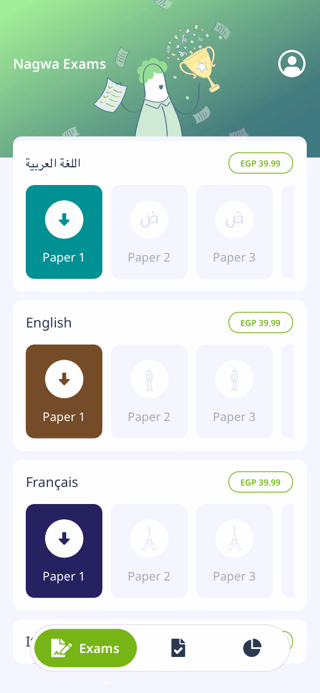 Nagwa Exams
اللغة العربية
EGP 39.99
Paper 1
ض
Paper 2
ض
Paper 3
English
EGP 39.99
Paper 1
Paper 2
Paper 3
Français
EGP 39.99
Paper 1
Paper 2
Paper 3
Exams